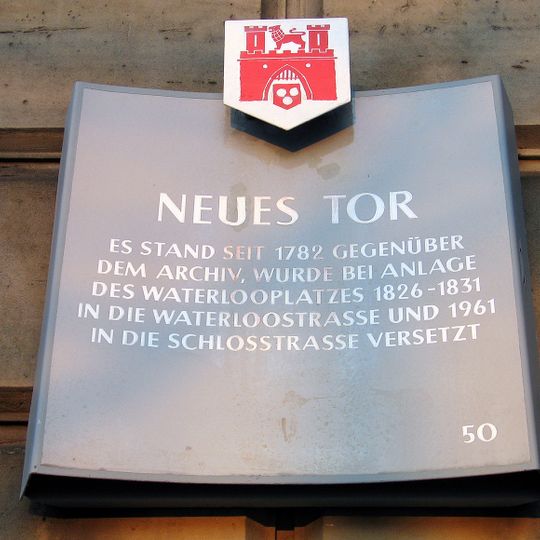 NEUES TOR
ES STAND SEIT 1782 GEGENÜBER
DEM ARCHIV, WURDE BEI ANLAGE
DES WATERLOOPLATZES 1826-1831
IN DIE WATERLOOSTRASSE UND 1961
IN DIE SCHLOSSTRASSE VERSETZT
50